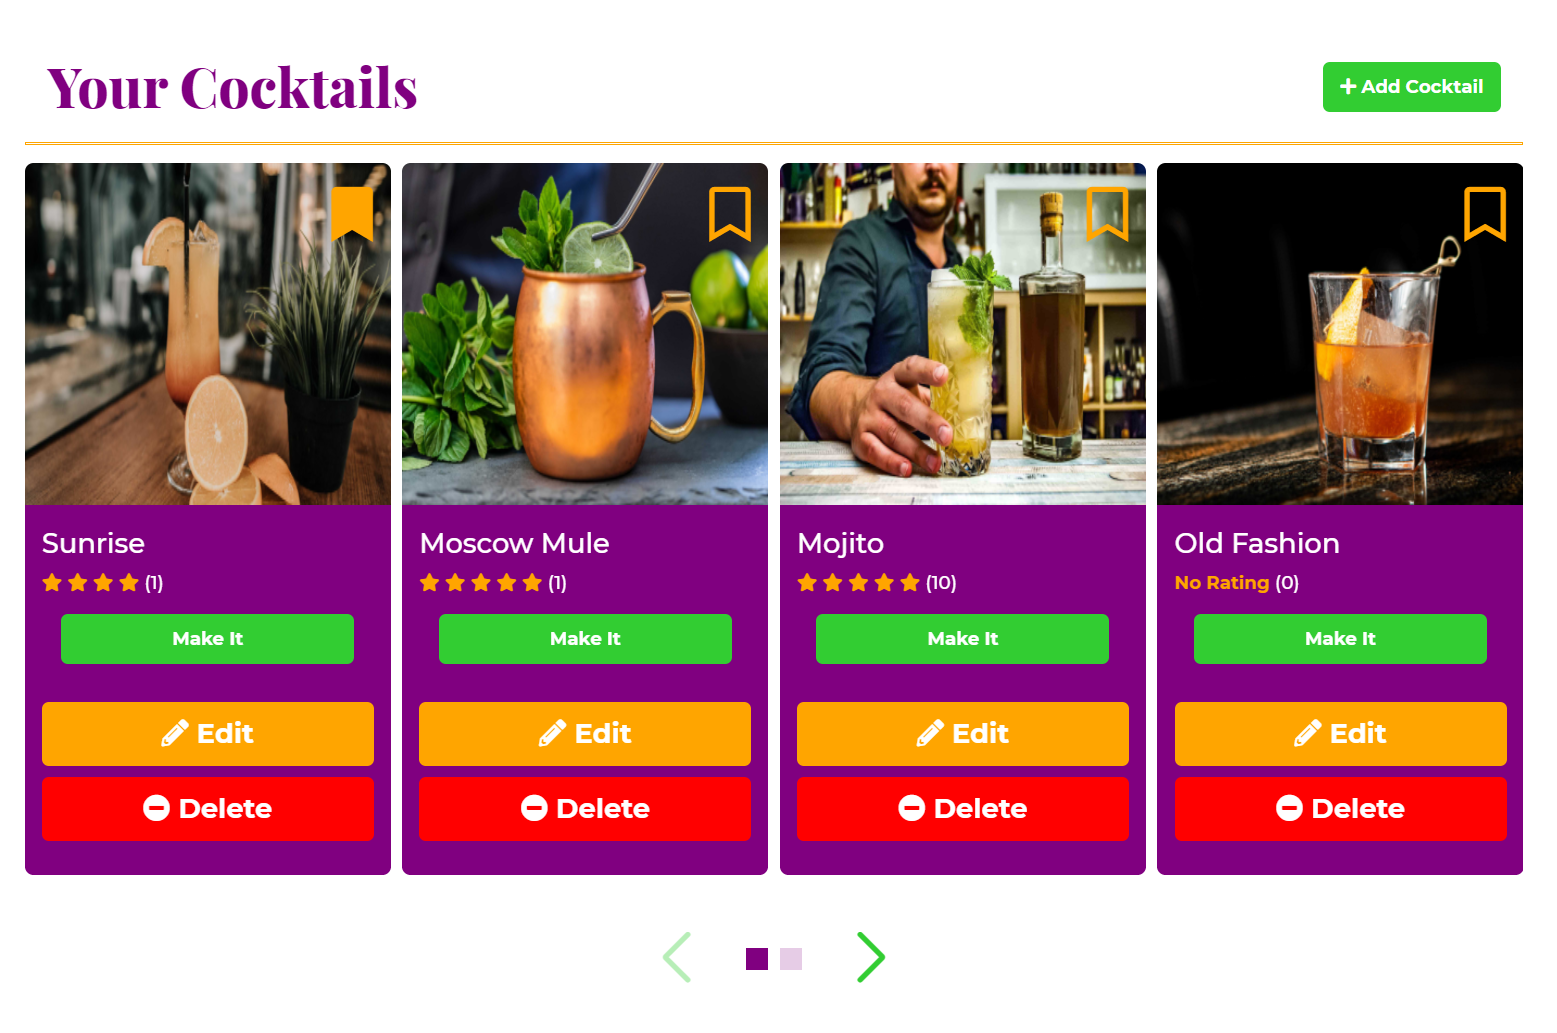 Your Cocktails
Add Cocktail
Sunrise
(1)
Make It
Edit
Delete
Moscow Mule
(1)
Make It
Edit
Delete
Mojito
(10)
Make It
Edit
Delete
Old Fashion
No Rating (0)
Make It
Edit
Delete